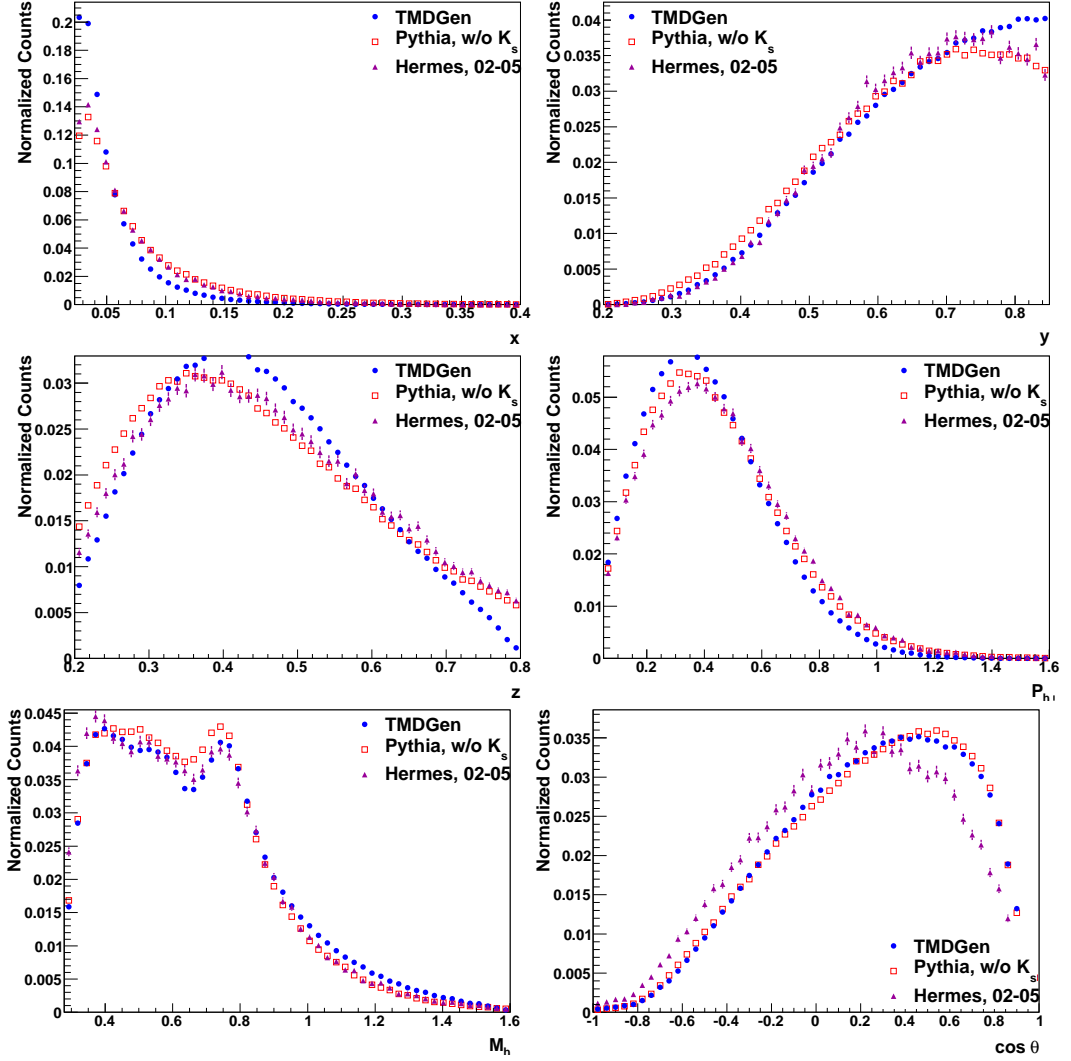 Normalized Counts
0.2
0.18
0.16
0.14
0.12
0.1
0.08
0.06
0.04
0.02
0
TMDGen
Pythia, w/o Ks
Hermes, 02-05
0.05 0.1 0.15 0.2 0.25 0.3 0.35 0.4
x
Normalized Counts
0.04
0.035
0.03
0.025
0.02
0.015
0.01
0.005
0
TMDGen
Pythia, w/o Ks
Hermes, 02-05
0.2 0.3 0.4 0.5 0.6 0.7 0.8
y
Normalized Counts
0.03
0.025
0.02
0.015
0.01
0.005
0
TMDGen
Pythia, w/o Ks
Hermes, 02-05
0.2 0.3 0.4 0.5 0.6 0.7 0.8
z
Normalized Counts
0.05
0.04
0.03
0.02
0.01
0
TMDGen
Pythia, w/o Ks
Hermes, 02-05
0.2 0.4 0.6 0.8 1 1.2 1.4 1.6
Ph⊥
Normalized Counts
0.045
0.04
0.035
0.03
0.025
0.02
0.015
0.01
0.005
0
TMDGen
Pythia, w/o Ks
Hermes, 02-05
0.4 0.6 0.8 1 1.2 1.4 1.6
Mh
Normalized Counts
0.035
0.03
0.025
0.02
0.015
0.01
0.005
0
TMDGen
Pythia, w/o Ks
Hermes, 02-05
-1 -0.8 -0.6 -0.4 -0.2 0 0.2 0.4 0.6 0.8 1
cos θ